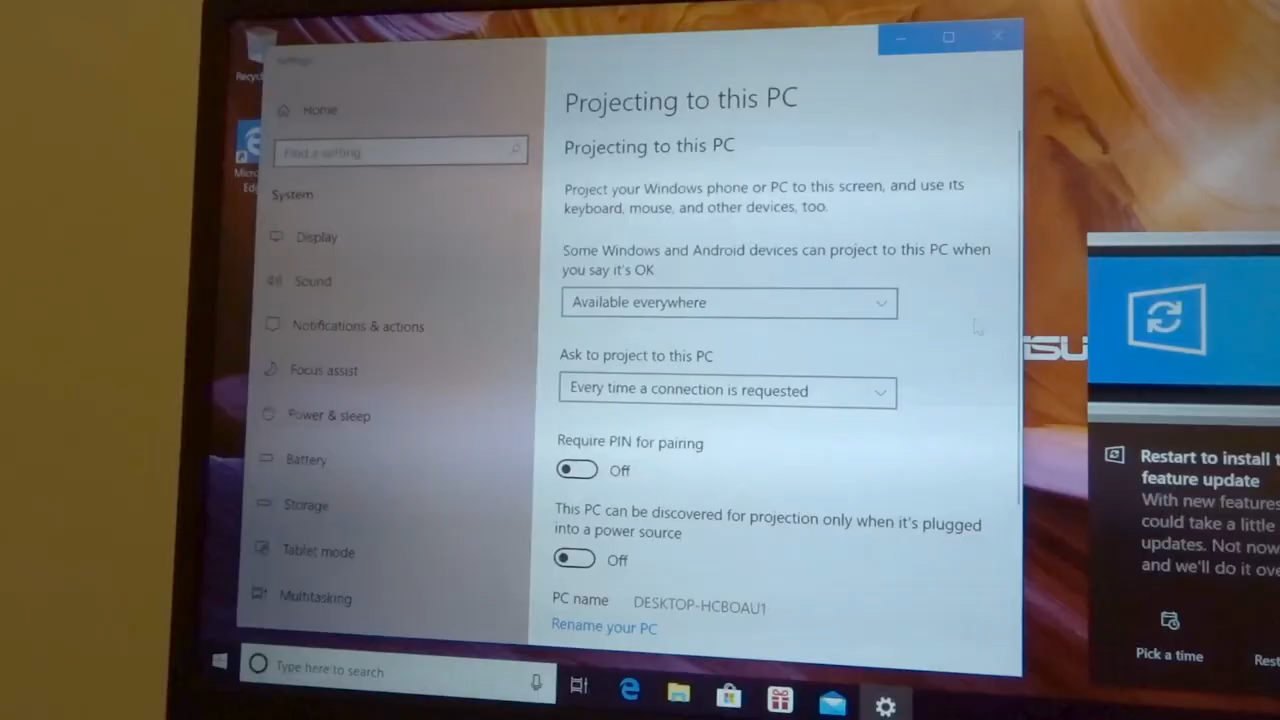 Recyc
Micro
Ed
Settings
Home
Find a setting
System
Display
Sound
Notifications & actions
Focus assist
Power & sleep
Battery
Storage
Tablet mode
Multitasking
Projecting to this PC
Projecting to this PC
Project your Windows phone or PC to this screen, and use its
keyboard, mouse, and other devices, too.
Some Windows and Android devices can project to this PC when
you say it's OK
Available everywhere
Ask to project to this PC
Every time a connection is requested
Require PIN for pairing
Off
This PC can be discovered for projection only when it's plugged
into a power source
Off
PC name DESKTOP-HCBOAU1
Rename your PC
ISU
Restart to install t
feature update
With new features
could take a little
updates. Not now
and we'll do it ove
Pick a time
Rest
Type here to search